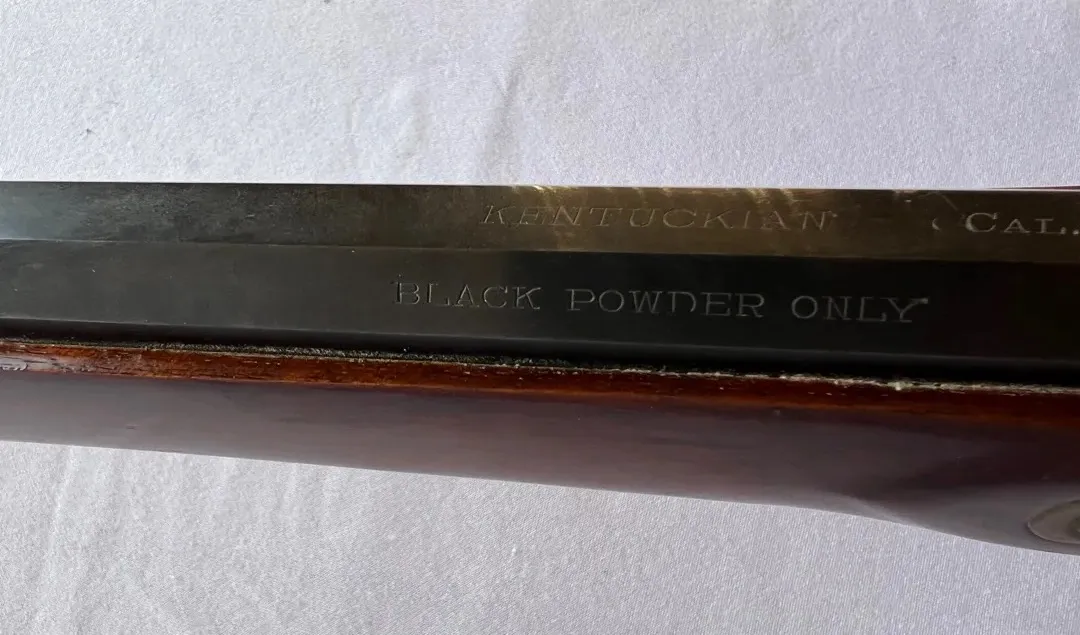 KENTUCKIAN CAL.
BLACK POWDER ONLY